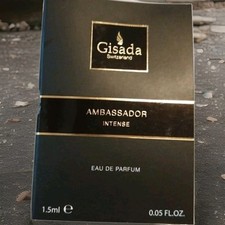 Gisada
Switzerland
AMBASSADOR
INTENSE
EAU DE PARFUM
1.5ml ℮ 0.05 FL.OZ.